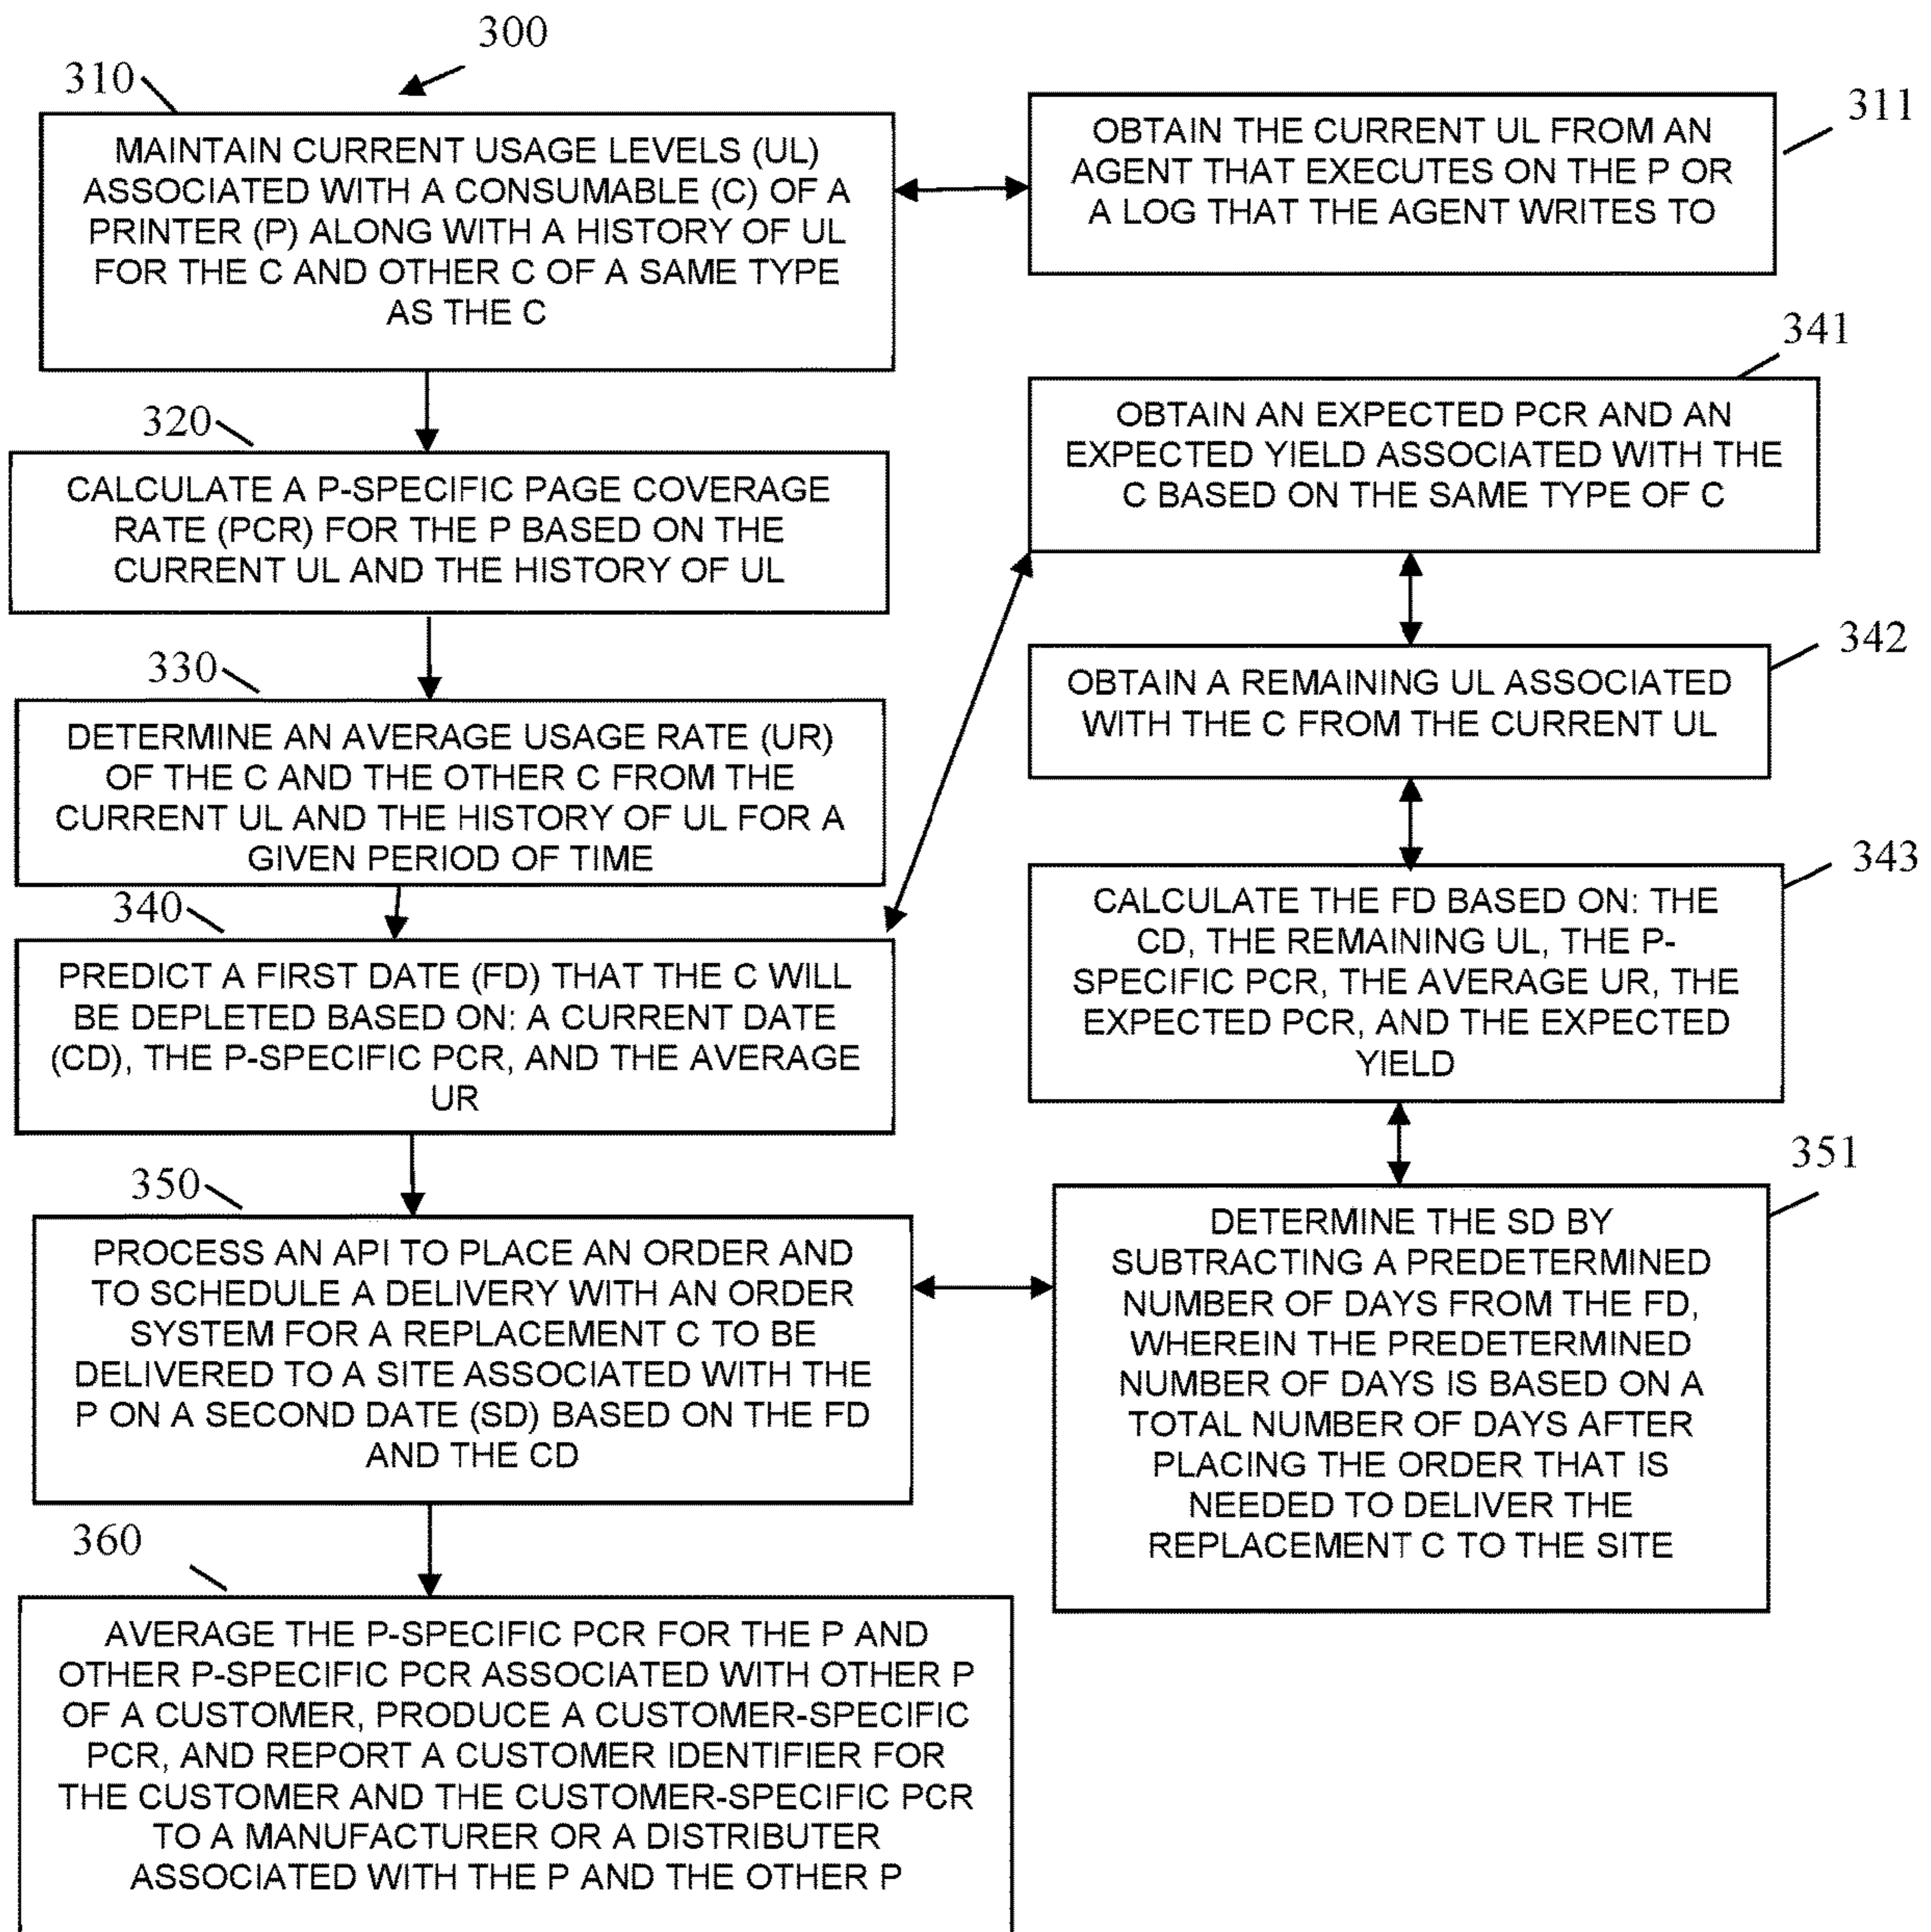 300
310
MAINTAIN CURRENT USAGE LEVELS (UL)
ASSOCIATED WITH A CONSUMABLE (C) OF A
PRINTER (P) ALONG WITH A HISTORY OF UL
FOR THE C AND OTHER C OF A SAME TYPE
AS THE C
311
OBTAIN THE CURRENT UL FROM AN
AGENT THAT EXECUTES ON THE P OR
A LOG THAT THE AGENT WRITES TO
320
CALCULATE A P-SPECIFIC PAGE COVERAGE
RATE (PCR) FOR THE P BASED ON THE
CURRENT UL AND THE HISTORY OF UL
330
DETERMINE AN AVERAGE USAGE RATE (UR)
OF THE C AND THE OTHER C FROM THE
CURRENT UL AND THE HISTORY OF UL FOR A
GIVEN PERIOD OF TIME
340
PREDICT A FIRST DATE (FD) THAT THE C WILL
BE DEPLETED BASED ON: A CURRENT DATE
(CD), THE P-SPECIFIC PCR, AND THE AVERAGE
UR
341
OBTAIN AN EXPECTED PCR AND AN
EXPECTED YIELD ASSOCIATED WITH THE
C BASED ON THE SAME TYPE OF C
342
OBTAIN A REMAINING UL ASSOCIATED
WITH THE C FROM THE CURRENT UL
343
CALCULATE THE FD BASED ON: THE
CD, THE REMAINING UL, THE P-
SPECIFIC PCR, THE AVERAGE UR, THE
EXPECTED PCR, AND THE EXPECTED
YIELD
350
PROCESS AN API TO PLACE AN ORDER AND
TO SCHEDULE A DELIVERY WITH AN ORDER
SYSTEM FOR A REPLACEMENT C TO BE
DELIVERED TO A SITE ASSOCIATED WITH THE
P ON A SECOND DATE (SD) BASED ON THE FD
AND THE CD
351
DETERMINE THE SD BY
SUBTRACTING A PREDETERMINED
NUMBER OF DAYS FROM THE FD,
WHEREIN THE PREDETERMINED
NUMBER OF DAYS IS BASED ON A
TOTAL NUMBER OF DAYS AFTER
PLACING THE ORDER THAT IS
NEEDED TO DELIVER THE
REPLACEMENT C TO THE SITE
360
AVERAGE THE P-SPECIFIC PCR FOR THE P AND
OTHER P-SPECIFIC PCR ASSOCIATED WITH OTHER P
OF A CUSTOMER, PRODUCE A CUSTOMER-SPECIFIC
PCR, AND REPORT A CUSTOMER IDENTIFIER FOR
THE CUSTOMER AND THE CUSTOMER-SPECIFIC PCR
TO A MANUFACTURER OR A DISTRIBUTER
ASSOCIATED WITH THE P AND THE OTHER P